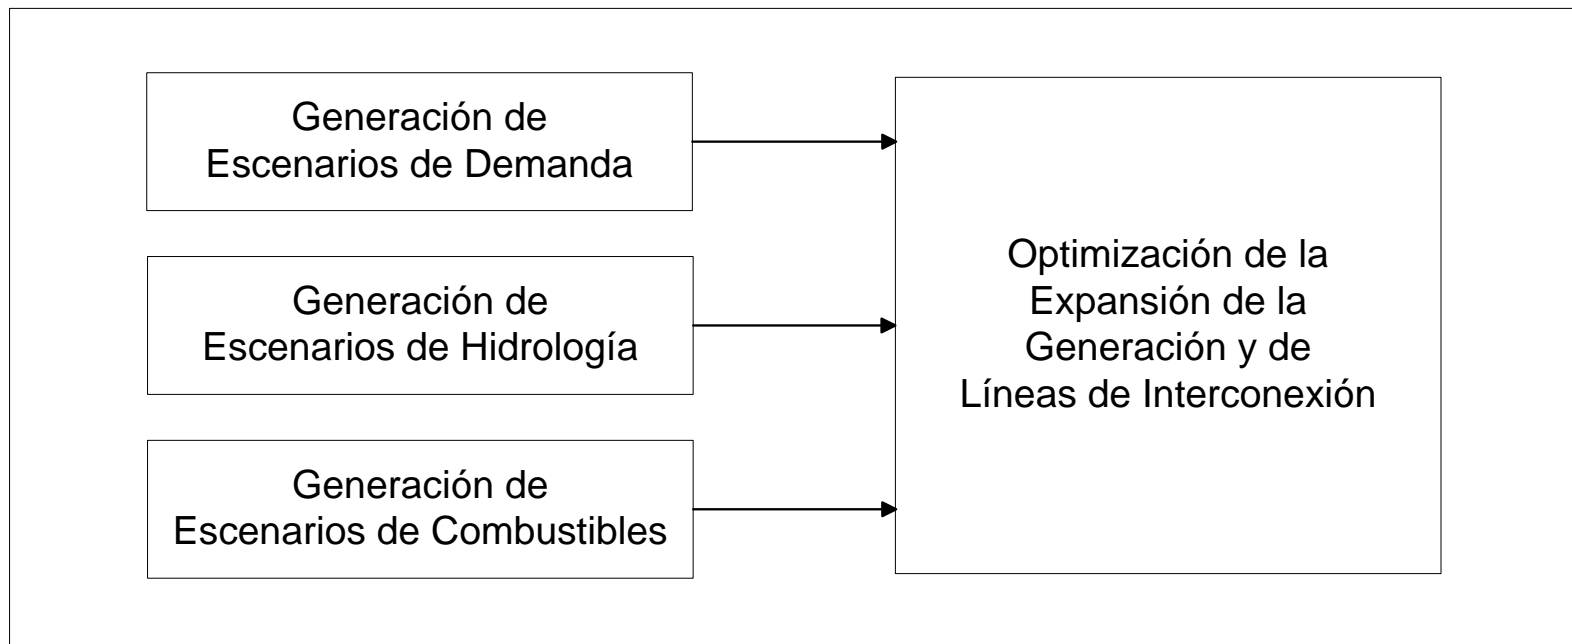 Generación de
Escenarios de Demanda
Generación de
Escenarios de Hidrología
Generación de
Escenarios de Combustibles
Optimización de la
Expansión de la
Generación y de
Líneas de Interconexión